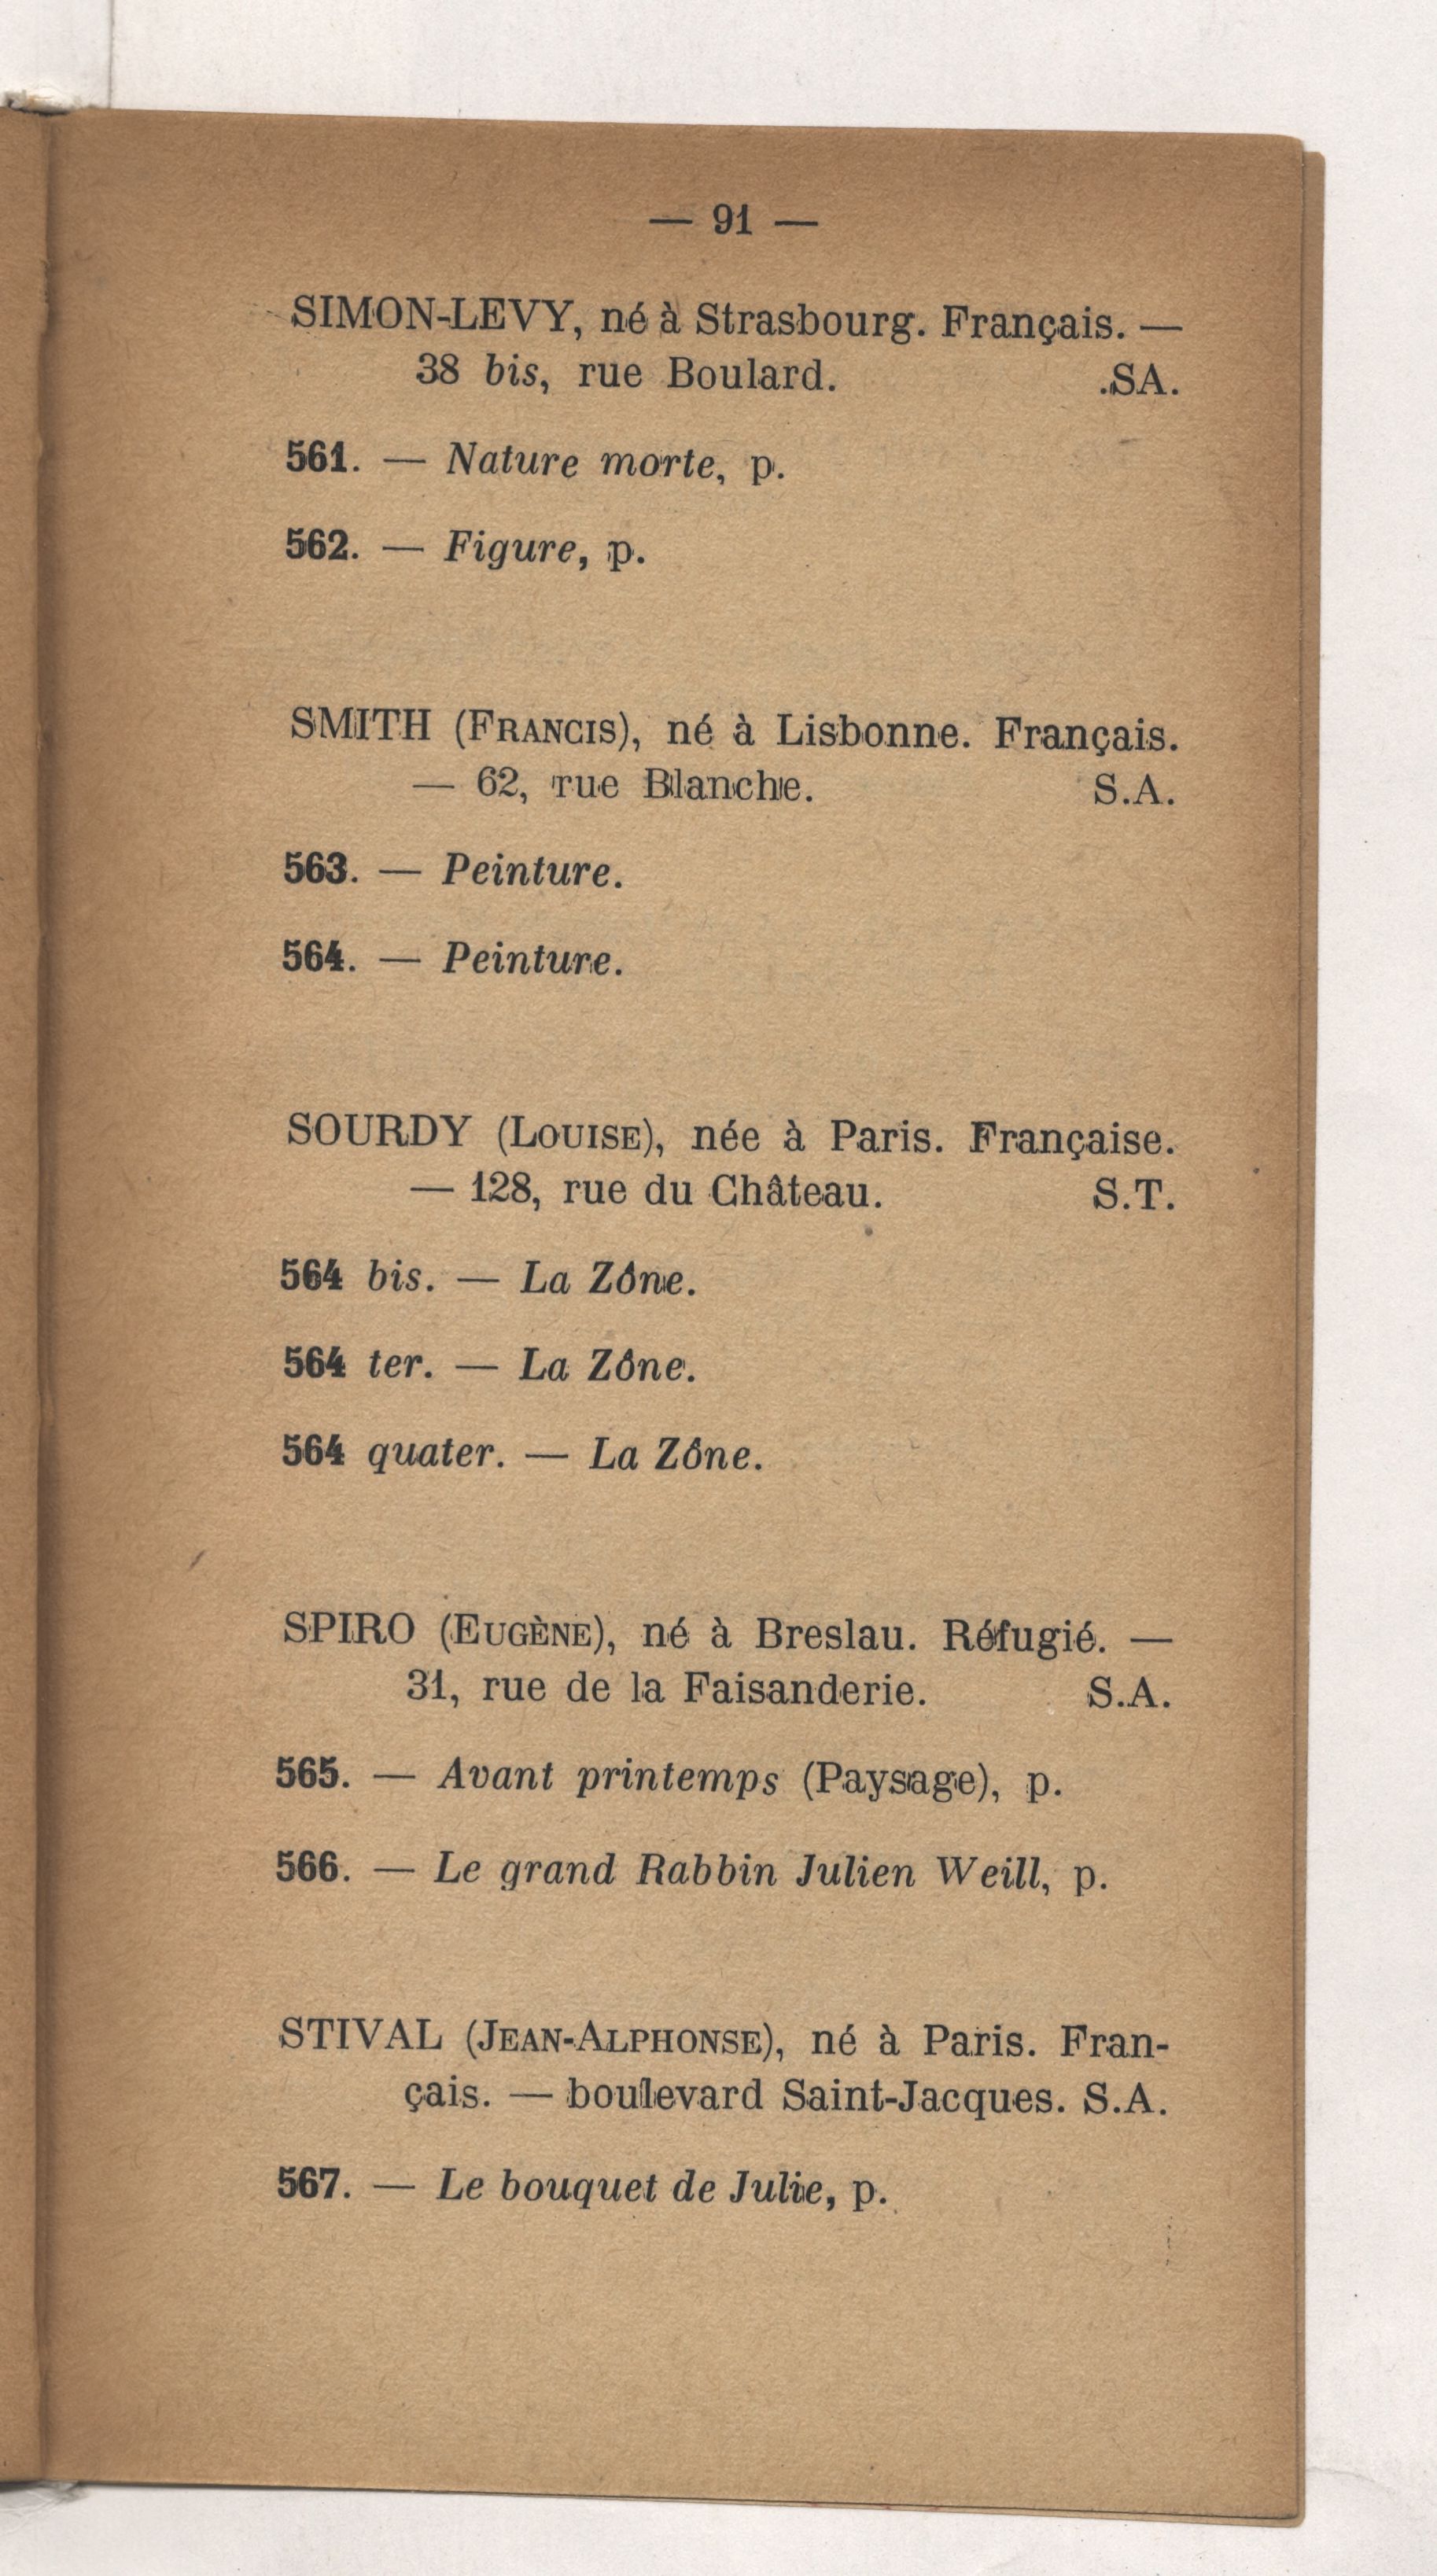 — 91 —
SIMON-LEVY, né à Strasbourg. Français. —
38 bis, rue Boulard. .SA.
561. — Nature morte, p.
562. — Figure, p.
SMITH (FRANCIS), né à Lisbonne. Français.
— 62, rue Blanche. S.A.
563. — Peinture.
564. — Peinture.
SOURDY (LOUISE), née à Paris. Française.
— 128, rue du Château. S.T.
564 bis. — La Zône.
564 ter. — La Zône.
564 quater. — La Zône.
SPIRO (EUGÈNE), né à Breslau. Réfugié. —
31, rue de la Faisanderie. S.A.
565. — Avant printemps (Paysage), p.
566. — Le grand Rabbin Julien Weill, p.
STIVAL (JEAN-ALPHONSE), né à Paris. Fran-
çais. — boulevard Saint-Jacques. S.A.
567. — Le bouquet de Julie, p.